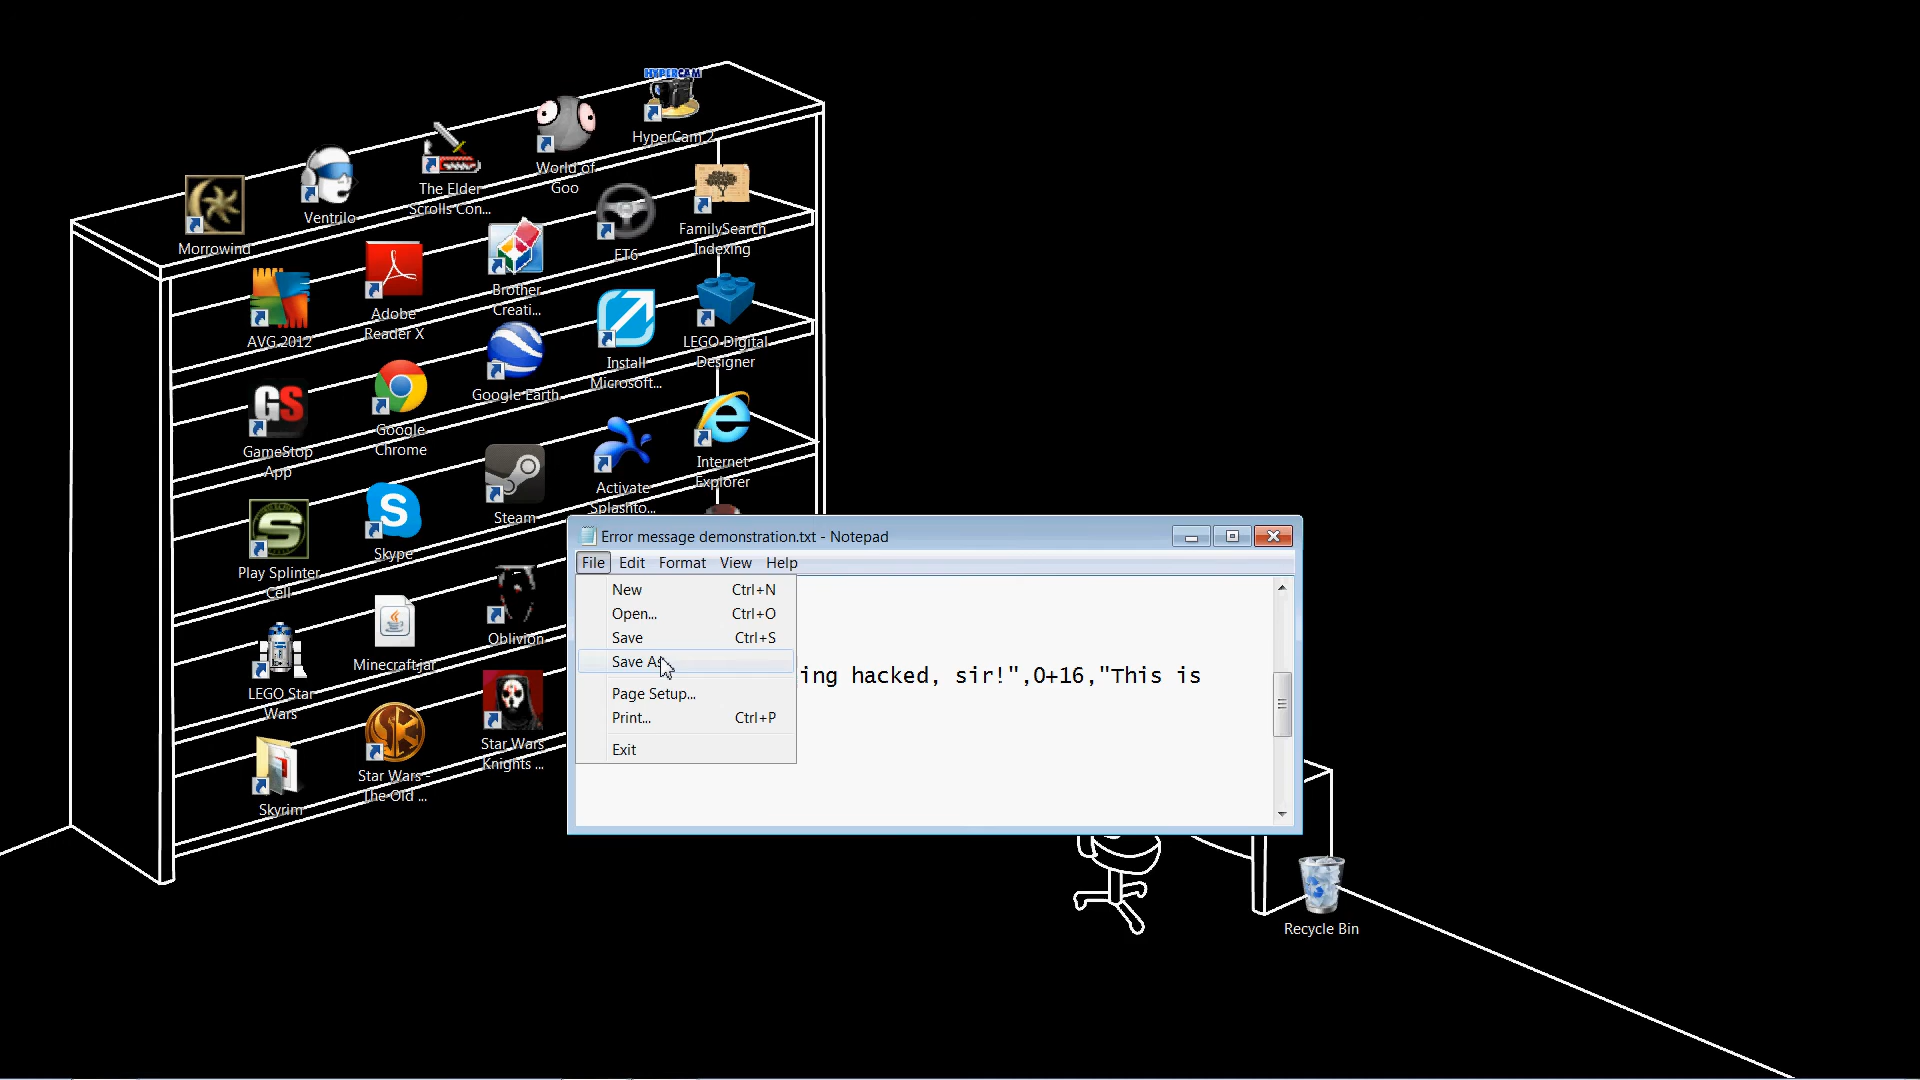 HYPERCAM
HyperCam 2
World of
Goo
The Elder
Scrolls Con...
Ventrilo
Morrowind
FamilySearch
Indexing
ET6
Brother
Creati...
Adobe
Reader X
AVG 2012
LEGO Digital
Designer
Install
Microsoft...
Google Earth
Google
Chrome
GS
GameStop
App
Internet
Explorer
Activate
Splashto...
Steam
S
Skype
S
Play Splinter
Cell
Oblivion
Minecraft.jar
LEGO Star
Wars
Star Wars
Knights ...
Star Wars -
The Old ...
Skyrim
Error message demonstration.txt - Notepad
File Edit Format View Help
New Ctrl+N
Open... Ctrl+O
Save Ctrl+S
Save As
Page Setup...
Print... Ctrl+P
Exit
ing hacked, sir!",0+16,"This is
Recycle Bin